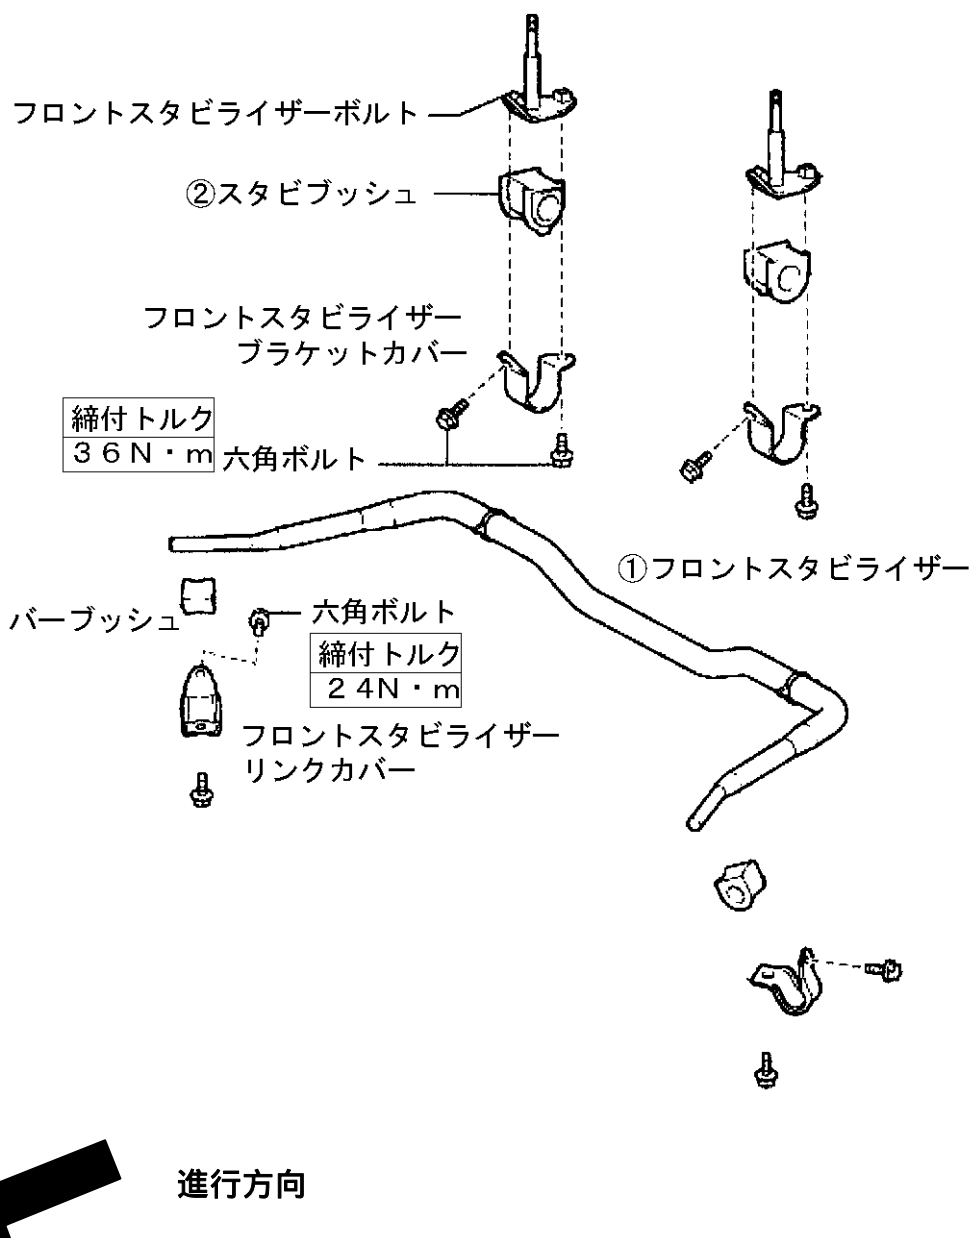 フロントスタビライザーボルト
②スタビブッシュ
フロントスタビライザー
ブラケットカバー
締付トルク
３６Ｎ・ｍ
六角ボルト
①フロントスタビライザー
バーブッシュ
六角ボルト
締付トルク
２４Ｎ・ｍ
フロントスタビライザー
リンクカバー
進行方向